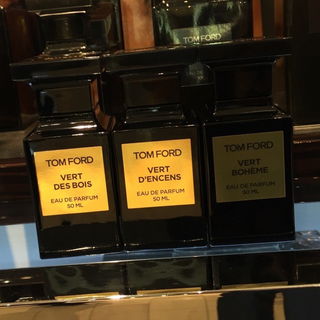 TOM FORD
TOM FORD
VERT
DES BOIS
EAU DE PARFUM
50 ML
TOM FORD
VERT
D'ENCENS
EAU DE PARFUM
50 ML
TOM FORD
VERT
BOHÈME
EAU DE PARFUM
50 ML